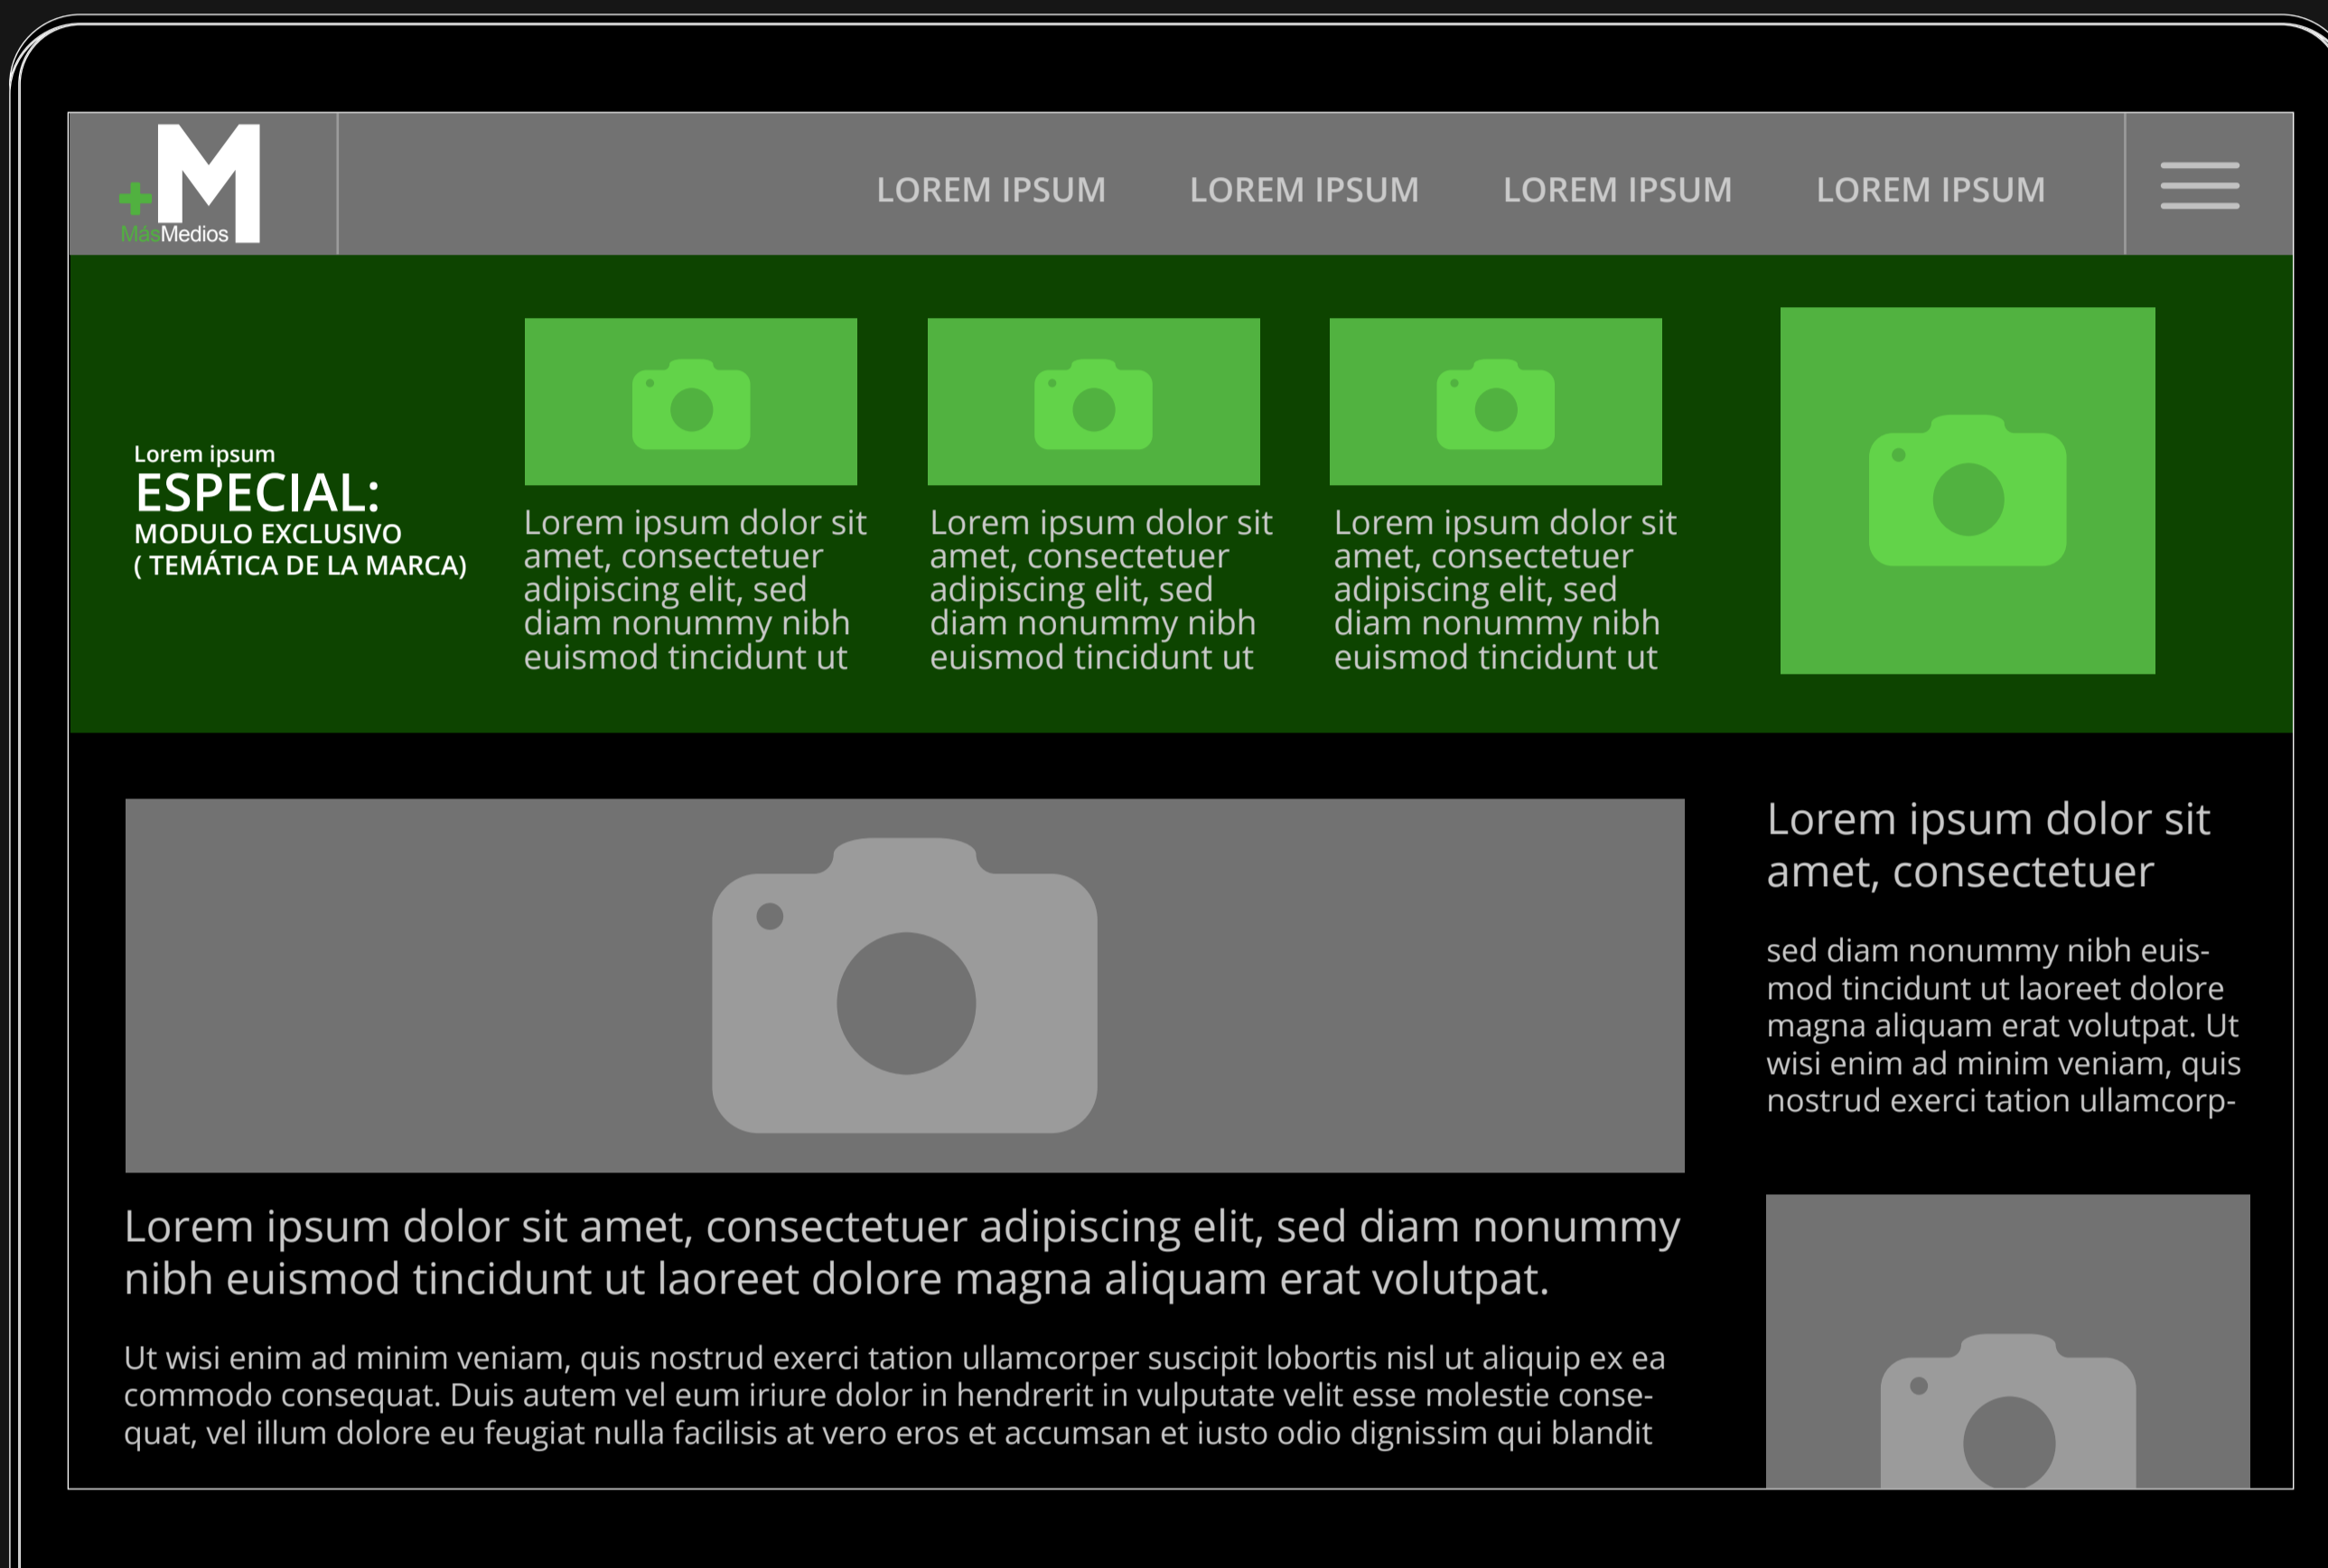 M
MásMedios
LOREM IPSUM
LOREM IPSUM
LOREM IPSUM
LOREM IPSUM
Lorem ipsum
ESPECIAL:
MODULO EXCLUSIVO
( TEMÁTICA DE LA MARCA)
Lorem ipsum dolor sit
amet, consectetuer
adipiscing elit, sed
diam nonummy nibh
euismod tincidunt ut
Lorem ipsum dolor sit
amet, consectetuer
adipiscing elit, sed
diam nonummy nibh
euismod tincidunt ut
Lorem ipsum dolor sit
amet, consectetuer
adipiscing elit, sed
diam nonummy nibh
euismod tincidunt ut
Lorem ipsum dolor sit amet, consectetuer adipiscing elit, sed diam nonummy
nibh euismod tincidunt ut laoreet dolore magna aliquam erat volutpat.
Ut wisi enim ad minim veniam, quis nostrud exerci tation ullamcorper suscipit lobortis nisl ut aliquip ex ea
commodo consequat. Duis autem vel eum iriure dolor in hendrerit in vulputate velit esse molestie conse-
quat, vel illum dolore eu feugiat nulla facilisis at vero eros et accumsan et iusto odio dignissim qui blandit
Lorem ipsum dolor sit
amet, consectetuer
sed diam nonummy nibh euis-
mod tincidunt ut laoreet dolore
magna aliquam erat volutpat. Ut
wisi enim ad minim veniam, quis
nostrud exerci tation ullamcorp-